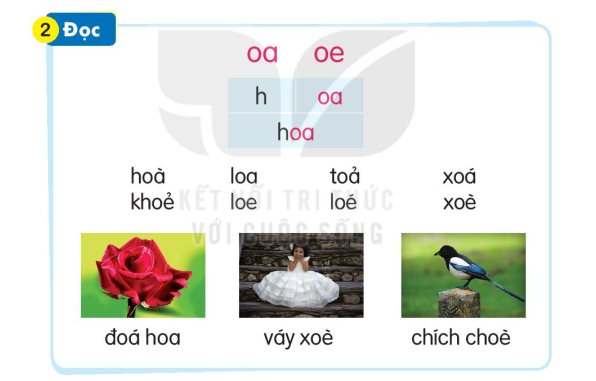 2 Đọc
oa oe
h oa
hoa
hoà loa toả xoá
khoẻ loe loé xoè
KẾT NỐI TRI THỨC
VỚI CUỘC SỐNG
đoá hoa váy xoè chích choè